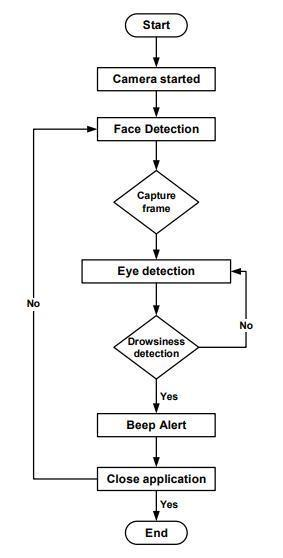 Start
Camera started
Face Detection
Capture
frame
Eye detection
No
No
Drowsiness
detection
Yes
Beep Alert
Close application
Yes
End